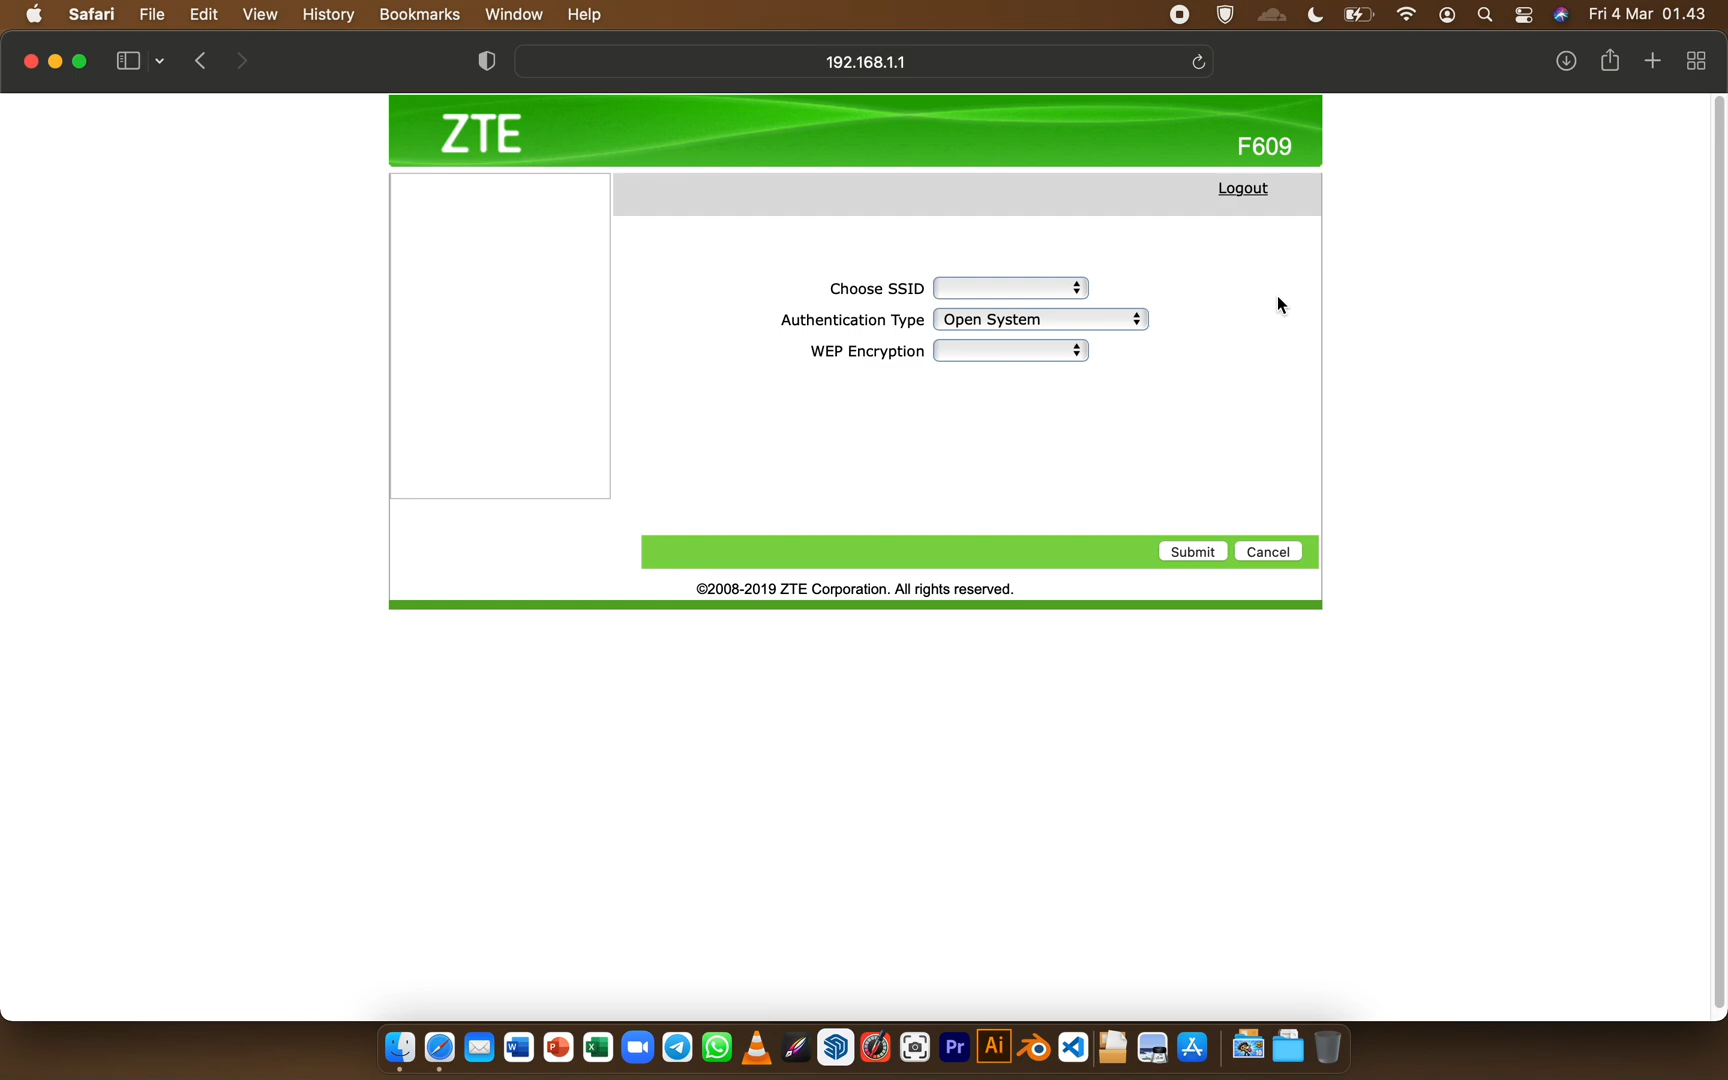 Safari File Edit View History Bookmarks Window Help Fri 4 Mar 01.43
192.168.1.1
ZTE
F609
Logout
Choose SSID
Authentication Type Open System
WEP Encryption
Submit Cancel
©2008-2019 ZTE Corporation. All rights reserved.
W P X Pr Ai